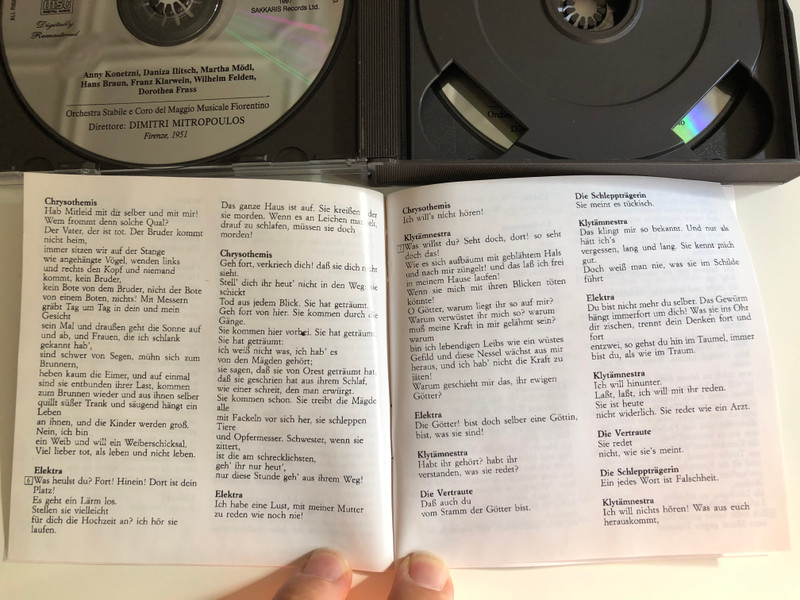 DISC
Digitally
Remastered
1997
SAKKARIS Records Ltd.
Anny Konetzni, Daniza Ilitsch, Martha Mödl,
Hans Braun, Franz Klarwein, Wilhelm Felden,
Dorothea Frass
Orchestra Stabile e Coro del Maggio Musicale Fiorentino
Direttore: DIMITRI MITROPOULOS
Firenze, 1951
Chrysothemis
Hab Mitleid mit dir selber und mit mir!
Wem frommt denn solche Qual?
Der Vater, der ist tot. Der Bruder kommt
nicht heim,
immer sitzen wir auf der Stange
wie angehängte Vögel, wenden links
und rechts den Kopf und niemand
kommt, kein Bruder,
kein Bote von dem Bruder, nicht der Bote
von einem Boten, nichts! Mit Messern
gräbt Tag um Tag in dein und mein
Gesicht
sein Mal und draußen geht die Sonne auf
und ab, und Frauen, die ich schlank
gekannt hab',
sind schwer von Segen, mühn sich zum
Brunnern,
heben kaum die Eimer, und auf einmal
sind sie entbunden ihrer Last, kommen
zum Brunnen wieder und aus ihnen selber
quillt süßer Trank und säugend hängt ein
Leben
an ihnen, und die Kinder werden groß.
Nein, ich bin
ein Weib und will ein Weiberschicksal.
Viel lieber tot, als leben und nicht leben.
Elektra
6 Was heulst du? Fort! Hinein! Dort ist dein
Platz!
Es geht ein Lärm los.
Stellen sie vielleicht
für dich die Hochzeit an? ich hör sie
laufen.
Das ganze Haus ist auf. Sie kreißen oder
sie morden. Wenn es an Leichen mangelt,
drauf zu schlafen, müssen sie doch
morden!
Chrysothemis
Geh fort, verkriech dich! daß sie dich nicht
sieht.
Stell' dir ihr heut' nicht in den Weg: sie
schickt
Tod aus jedem Blick. Sie hat geträumt.
Geh fort von hier. Sie kommen durch die
Gänge.
Sie kommen hier vorbei. Sie hat geträumt.
Sie hat geträumt:
ich weiß nicht was, ich hab' es
von den Mägden gehört;
sie sagen, daß sie von Orest geträumt hat.
daß sie geschrien hat aus ihrem Schlaf,
wie einer schreit, den man erwürgt.
Sie kommen schon. Sie treibt die Mägde
alle
mit Fackeln vor sich her, sie schleppen
Tiere
und Opfermesser. Schwester, wenn sie
zittert,
ist die am schrecklichsten,
geh' ihr nur heut',
nur diese Stunde geh' aus ihrem Weg!
Elektra
Ich habe eine Lust, mit meiner Mutter
zu reden wie noch nie!
Chrysothemis
Ich will's nicht hören!
Klytämnestra
7 Was willst du? Seht doch, dort! so seht
doch das!
Wie es sich aufbäumt mit geblähtem Hals
und nach mir züngelt! und das laß ich frei
in meinem Hause laufen!
Wenn sie mich mit ihren Blicken töten
könnte!
O Götter, warum liegt ihr so auf mir?
Warum verwüstet ihr mich so? warum
muß meine Kraft in mir gelähmt sein?
warum
bin ich lebendigen Leibs wie ein wüstes
Gefild und diese Nessel wächst aus mir
heraus, und ich hab' nicht die Kraft zu
jäten!
Warum geschieht mir das, ihr ewigen
Götter?
Elektra
Die Götter! bist doch selber eine Göttin,
bist, was sie sind!
Klytämnestra
Habt ihr gehört? habt ihr
verstanden, was sie redet?
Die Vertraute
Daß auch du
vom Stamm der Götter bist.
Die Schleppträgerin
Sie meint es tückisch.
Klytämnestra
Das klingt mir so bekannt. Und nur als
hätt ich's
vergessen, lang und lang. Sie kennt mich
gut.
Doch weiß man nie, was sie im Schilde
führt
Elektra
Du bist nicht mehr du selber. Das Gewürm
hängt immerfort um dich! Was sie ins Ohr
dir zischen, trennt dein Denken fort und
fort
entzwei, so gehst du hin im Taumel, immer
bist du, als wie im Traum.
Klytämnestra
Ich will hinunter.
Laßt, laßt, ich will mit ihr reden.
Sie ist heute
nicht widerlich. Sie redet wie ein Arzt.
Die Vertraute
Sie redet
nicht, wie sie's meint.
Die Schleppträgerin
Ein jedes Wort ist Falschheit.
Klytämnestra
Ich will nichts hören! Was aus euch
herauskommt,